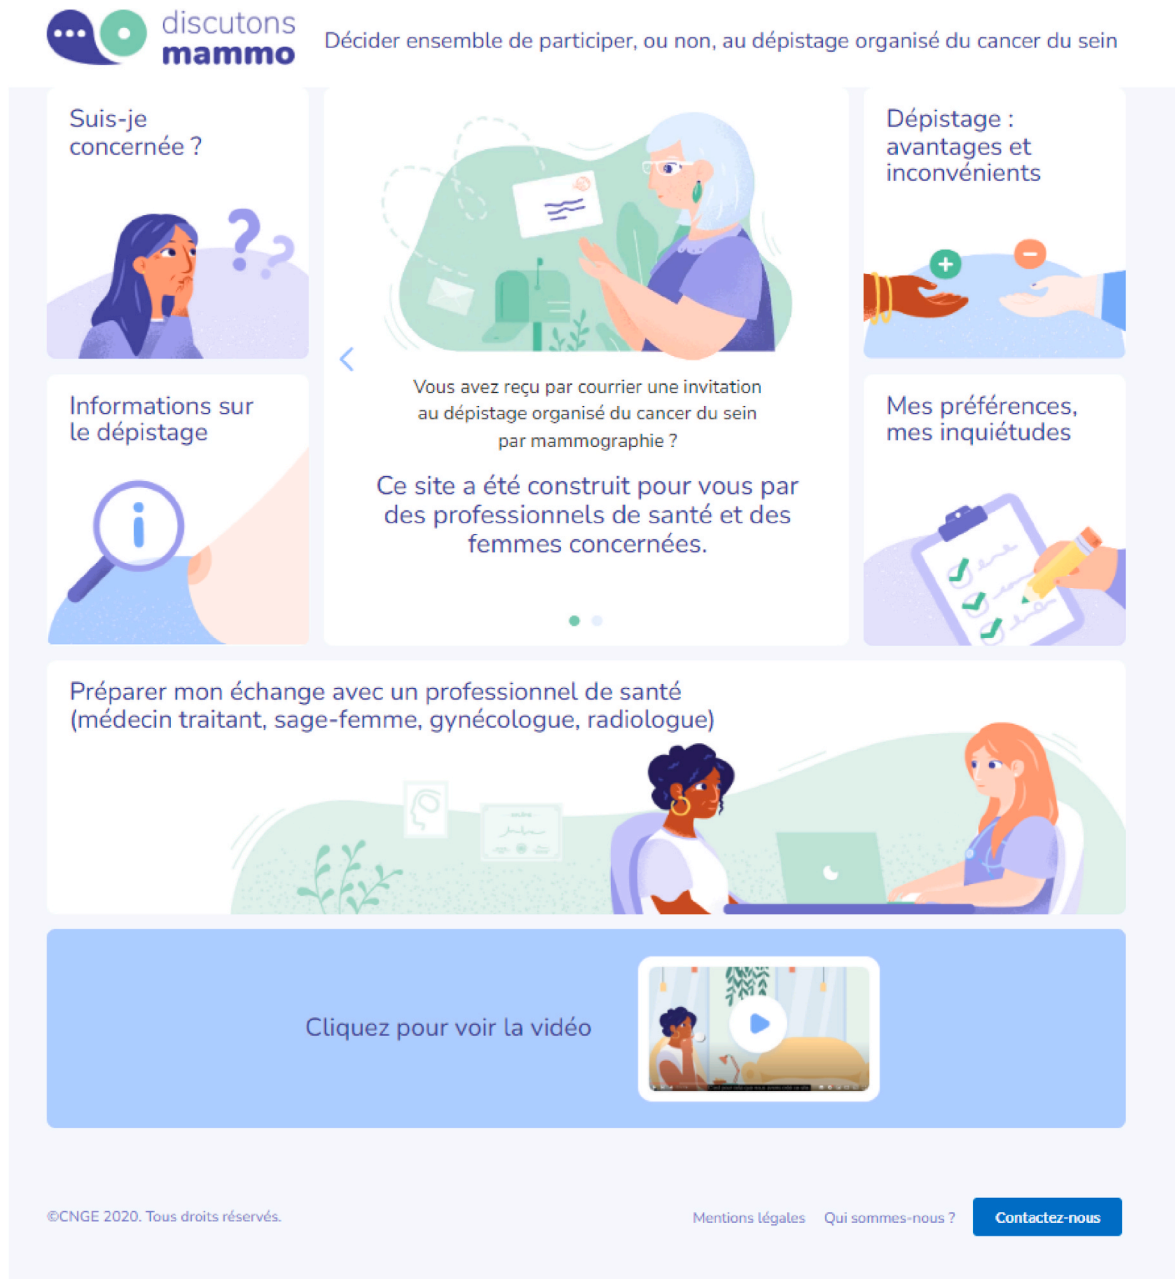 discutons
mammo
Décider ensemble de participer, ou non, au dépistage organisé du cancer du sein
Suis-je
concernée ?
Dépistage :
avantages et
inconvénients
Vous avez reçu par courrier une invitation
au dépistage organisé du cancer du sein
par mammographie ?
Ce site a été construit pour vous par
des professionnels de santé et des
femmes concernées.
Informations sur
le dépistage
Mes préférences,
mes inquiétudes
Préparer mon échange avec un professionnel de santé
(médecin traitant, sage-femme, gynécologue, radiologue)
Cliquez pour voir la vidéo
©CNGE 2020. Tous droits réservés.
Mentions légales
Qui sommes-nous ?
Contactez-nous